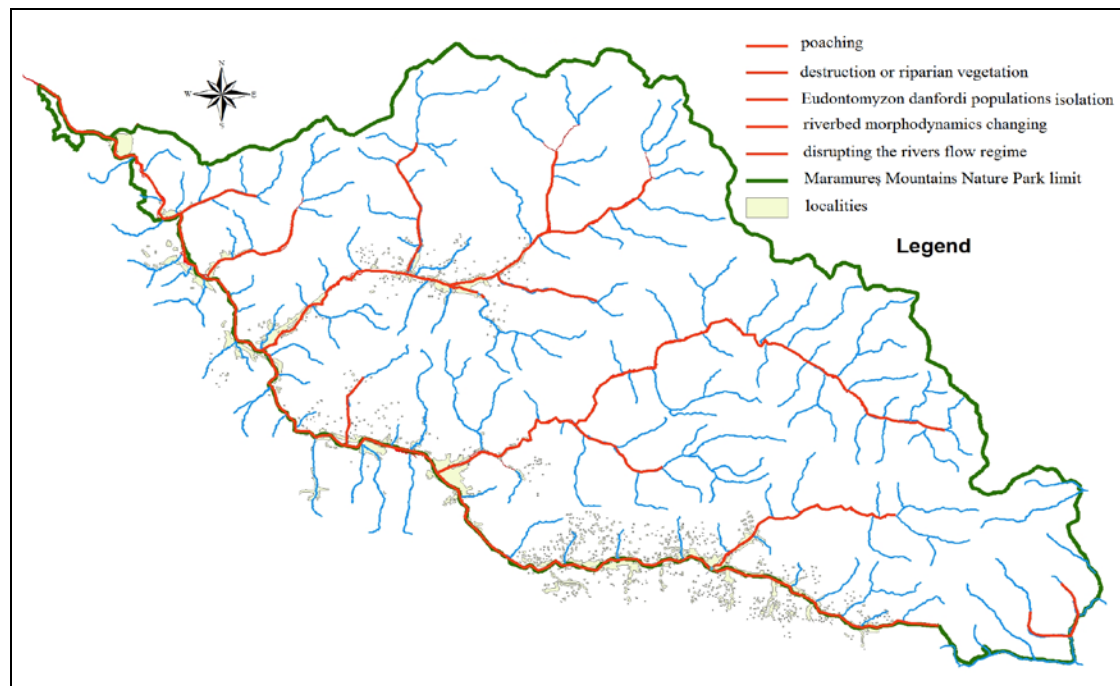 N
W
E
S
poaching
destruction or riparian vegetation
Eudontomyzon danfordi populations isolation
riverbed morphodynamics changing
disrupting the rivers flow regime
Maramureș Mountains Nature Park limit
localities
Legend